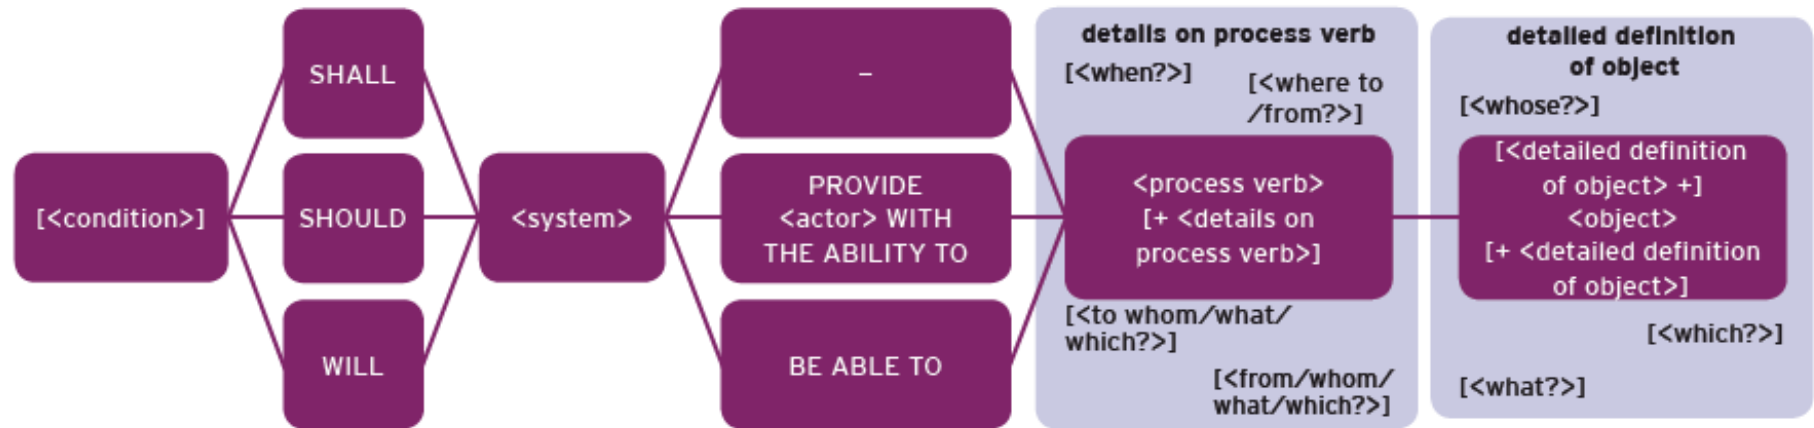 [<condition>]
SHALL
SHOULD
WILL
<system>
–
PROVIDE
<actor> WITH
THE ABILITY TO
BE ABLE TO
details on process verb
[<when?>]
[<where to
/from?>]
<process verb>
[+ <details on
process verb>]
[<to whom/what/
which?>]
[<from/whom/
what/which?>]
detailed definition
of object
[<whose?>]
[<detailed definition
of object> +]
<object>
[+ <detailed definition
of object>]
[<which?>]
[<what?>]